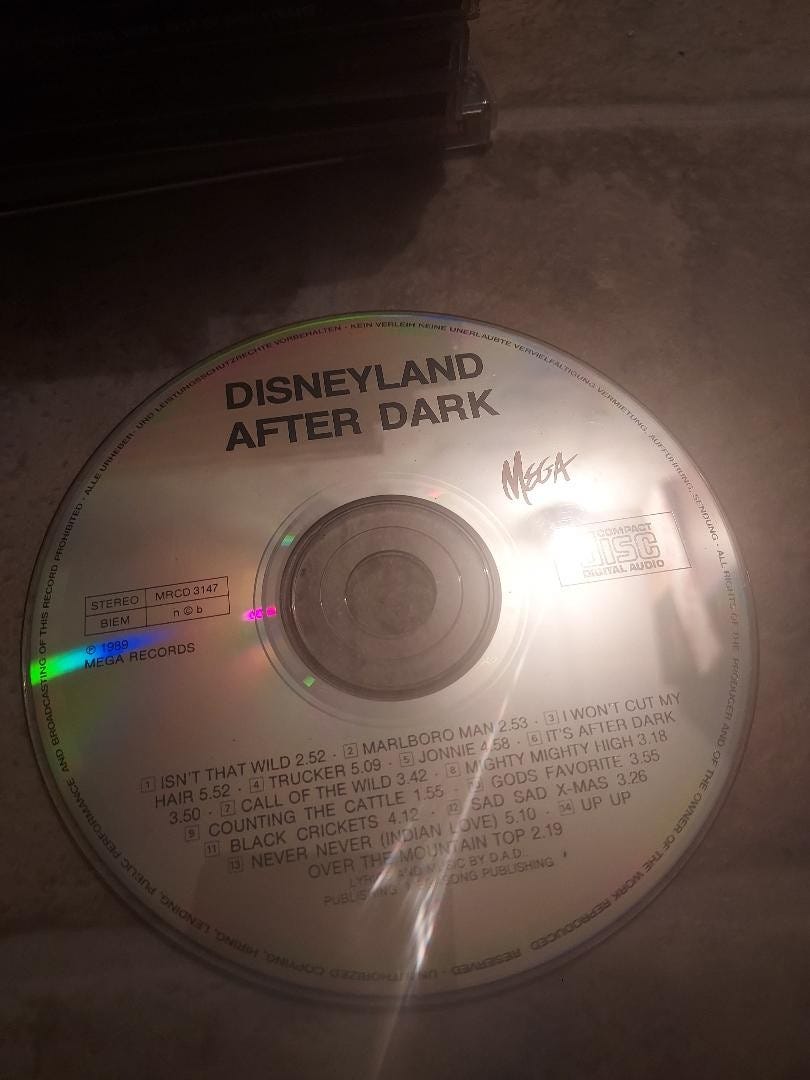 ALLE URHEBER- UND LEISTUNGSSCHUTZRECHTE VORBEHALTEN · KEIN VERLEIH KEINE UNERLAUBTE VERVIELFÄLTIGUNG, VERMIETUNG, AUFFÜHRUNG, SENDUNG · ALL RIGHTS OF THE PRODUCER AND OF THE OWNER OF THE WORK REPRODUCED RESERVED · UNAUTHORIZED COPYING, HIRING, LENDING, PUBLIC PERFORMANCE AND BROADCASTING OF THIS RECORD PROHIBITED ·
DISNEYLAND
AFTER DARK
MEGA
COMPACT
DISC
DIGITAL AUDIO
STEREO MRCD 3147
BIEM n©b
℗ 1989
MEGA RECORDS
1 ISN'T THAT WILD 2.52 · 2 MARLBORO MAN 2.53 · 3 I WON'T CUT MY
HAIR 5.52 · 4 TRUCKER 5.09 · 5 JONNIE 4.58 · 6 IT'S AFTER DARK
3.50 · 7 CALL OF THE WILD 3.42 · 8 MIGHTY MIGHTY HIGH 3.18
9 COUNTING THE CATTLE 1.55 · 10 GODS FAVORITE 3.55
11 BLACK CRICKETS 4.12 · 12 SAD SAD X-MAS 3.26
13 NEVER NEVER (INDIAN LOVE) 5.10 · 14 UP UP
OVER THE MOUNTAIN TOP 2.19
LYRICS AND MUSIC BY D.A.D.
PUBLISHING PUBLISHING